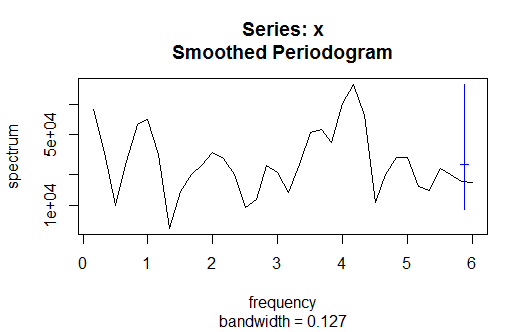 Series: x
Smoothed Periodogram
spectrum
5e+04
1e+04
0 1 2 3 4 5 6
frequency
bandwidth = 0.127